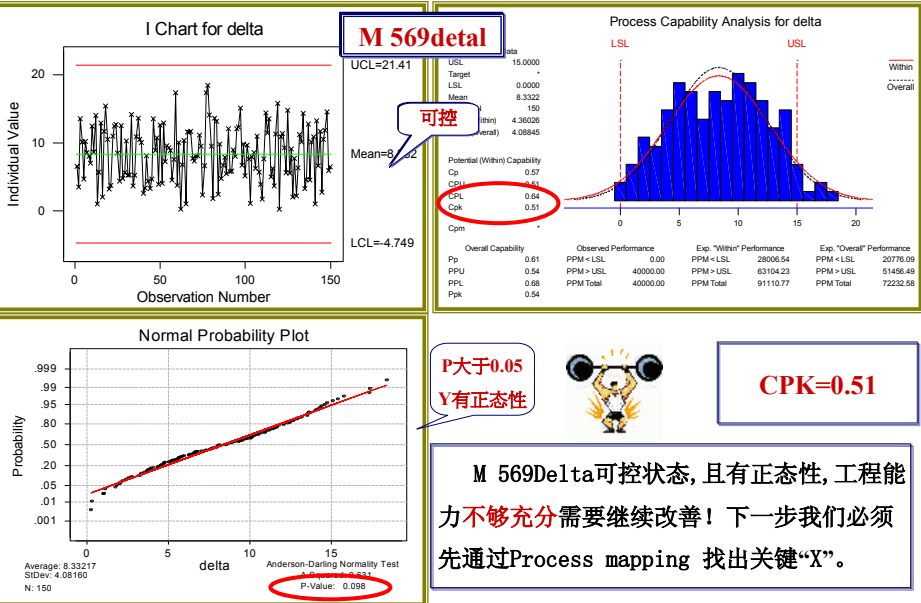 I Chart for delta
M 569detal
UCL=21.41
20
10
0
Individual Value
可控
LCL=-4.749
0 50 100 150
Observation Number
Process Capability Analysis for delta
LSL USL
USL 15.0000
Target *
LSL 0.0000
Mean 8.3322
150
4.36026
4.08845
Within
Overall
Potential (Within) Capability
Cp 0.57
CPU 0.51
CPL 0.64
Cpk 0.51
Cpm *
0 5 10 15 20
Overall Capability
Pp 0.61
PPU 0.54
PPL 0.68
Ppk 0.54
Observed Performance
PPM < LSL 0.00
PPM > USL 40000.00
PPM Total 40000.00
Exp. "Within" Performance
PPM < LSL 28006.54
PPM > USL 63104.23
PPM Total 91110.77
Exp. "Overall" Performance
PPM < LSL 20776.09
PPM > USL 51456.49
PPM Total 72232.58
Normal Probability Plot
.999
.99
.95
.80
.50
.20
.05
.01
.001
Probability
0 5 10 15
delta
Average: 8.33217
StDev: 4.08160
N: 150
Anderson-Darling Normality Test
A-Squared: 0.631
P-Value: 0.098
P大于0.05
Y有正态性
CPK=0.51
M 569Delta可控状态,且有正态性,工程能
力不够充分需要继续改善！下一步我们必须
先通过Process mapping 找出关键“X”。